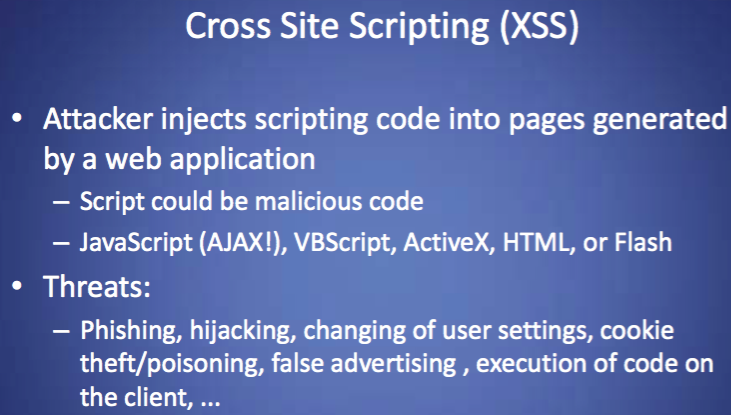 Cross Site Scripting (XSS)
• Attacker injects scripting code into pages generated
by a web application
– Script could be malicious code
– JavaScript (AJAX!), VBScript, ActiveX, HTML, or Flash
• Threats:
– Phishing, hijacking, changing of user settings, cookie
theft/poisoning, false advertising , execution of code on
the client, ...